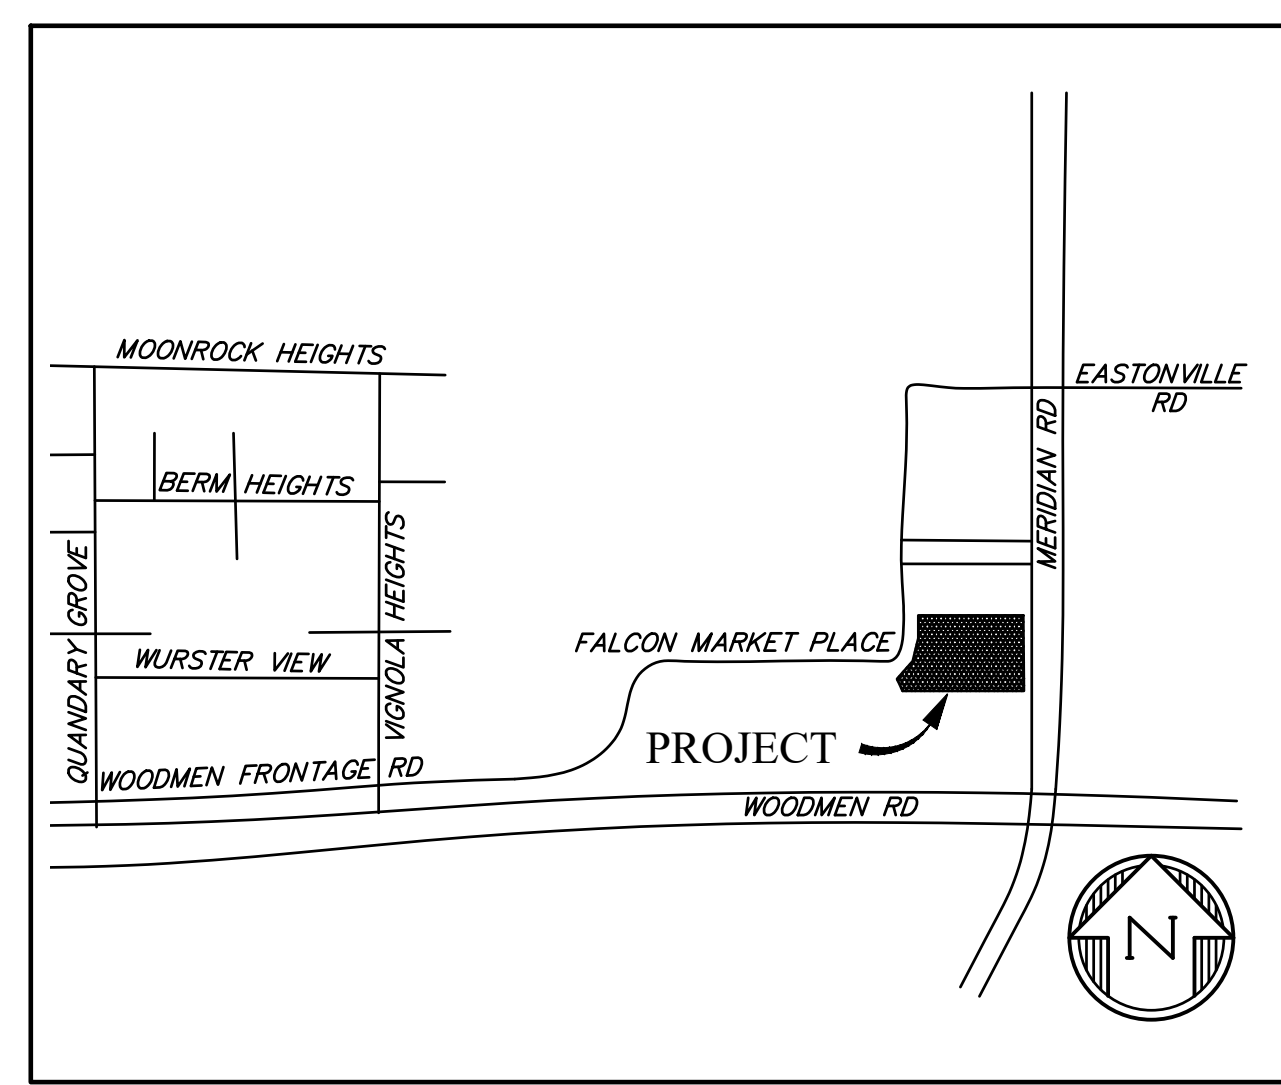 MOONROCK HEIGHTS
EASTONVILLE
RD
MERIDIAN RD
BERM HEIGHTS
QUANDARY GROVE
VIGNOLA HEIGHTS
FALCON MARKET PLACE
WURSTER VIEW
PROJECT
WOODMEN FRONTAGE RD
WOODMEN RD
N